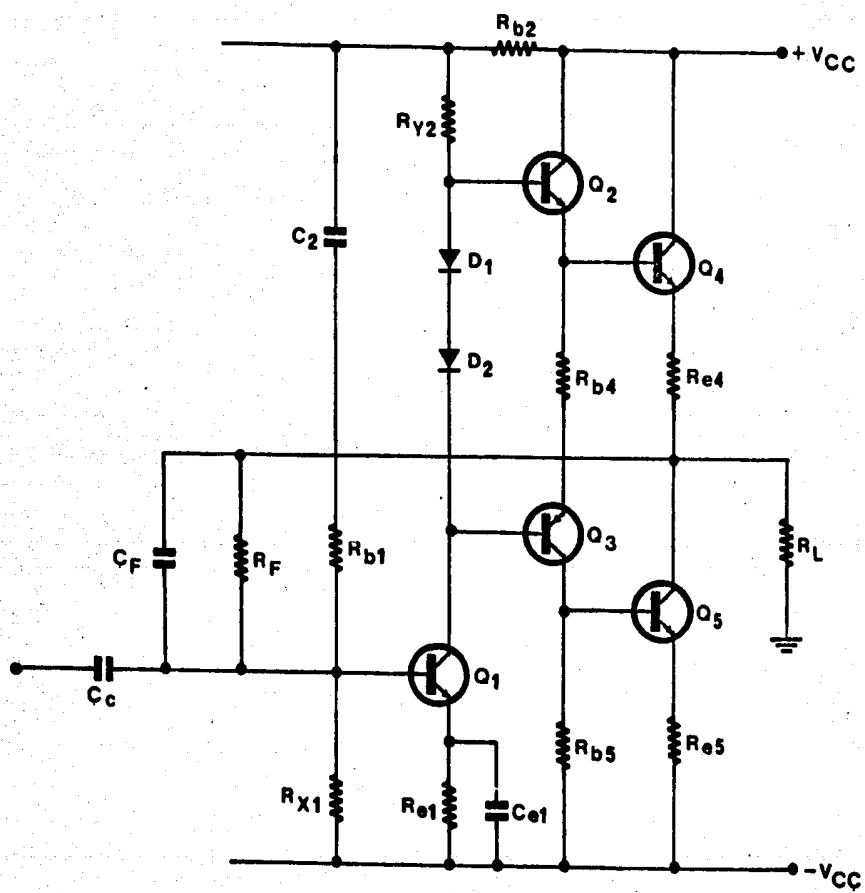 Rb2
+VCC
RY2
Q2
C2
D1
Q4
D2
Rb4
Re4
CF
RF
Rb1
Q3
RL
Q5
Cc
Q1
RX1
Re1
Ce1
Rb5
Re5
-VCC